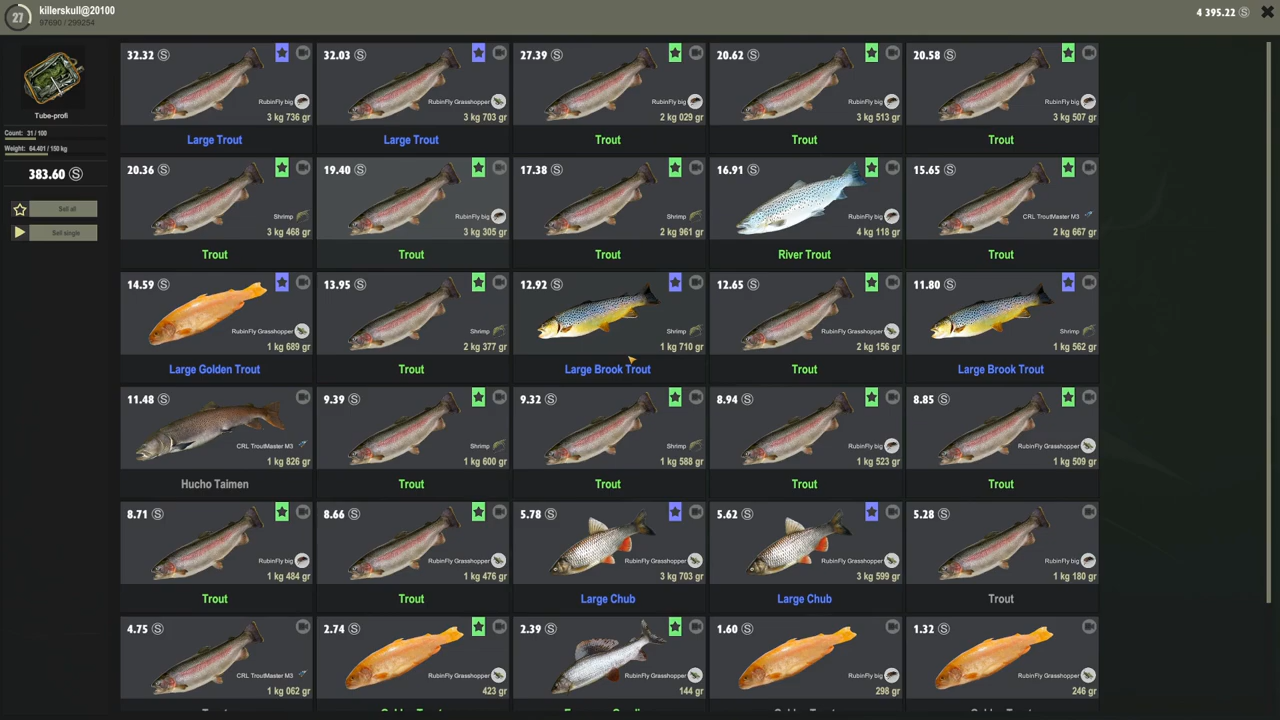 27
killerskull@20100
97690 / 299254
4 395.22 S
Tube-profi
Count: 31 / 100
Weight: 64.401 / 150 kg
383.60 S
Sell all
Sell single
32.32 S
RubinFly big
3 kg 736 gr
Large Trout
32.03 S
RubinFly Grasshopper
3 kg 703 gr
Large Trout
27.39 S
RubinFly big
2 kg 029 gr
Trout
20.62 S
RubinFly big
3 kg 513 gr
Trout
20.58 S
RubinFly big
3 kg 507 gr
Trout
20.36 S
Shrimp
3 kg 468 gr
Trout
19.40 S
RubinFly big
3 kg 305 gr
Trout
17.38 S
Shrimp
2 kg 961 gr
Trout
16.91 S
RubinFly big
4 kg 118 gr
River Trout
15.65 S
CRL TroutMaster M3
2 kg 667 gr
Trout
14.59 S
RubinFly Grasshopper
1 kg 689 gr
Large Golden Trout
13.95 S
Shrimp
2 kg 377 gr
Trout
12.92 S
Shrimp
1 kg 710 gr
Large Brook Trout
12.65 S
RubinFly Grasshopper
2 kg 156 gr
Trout
11.80 S
Shrimp
1 kg 562 gr
Large Brook Trout
11.48 S
CRL TroutMaster M3
1 kg 826 gr
Hucho Taimen
9.39 S
Shrimp
1 kg 600 gr
Trout
9.32 S
Shrimp
1 kg 588 gr
Trout
8.94 S
RubinFly big
1 kg 523 gr
Trout
8.85 S
RubinFly Grasshopper
1 kg 509 gr
Trout
8.71 S
RubinFly big
1 kg 484 gr
Trout
8.66 S
RubinFly Grasshopper
1 kg 476 gr
Trout
5.78 S
RubinFly Grasshopper
3 kg 703 gr
Large Chub
5.62 S
RubinFly Grasshopper
3 kg 599 gr
Large Chub
5.28 S
RubinFly Grasshopper
1 kg 180 gr
Trout
4.75 S
CRL TroutMaster M3
1 kg 062 gr
2.74 S
RubinFly Grasshopper
423 gr
2.39 S
RubinFly Grasshopper
144 gr
1.60 S
RubinFly Grasshopper
298 gr
1.32 S
RubinFly Grasshopper
246 gr